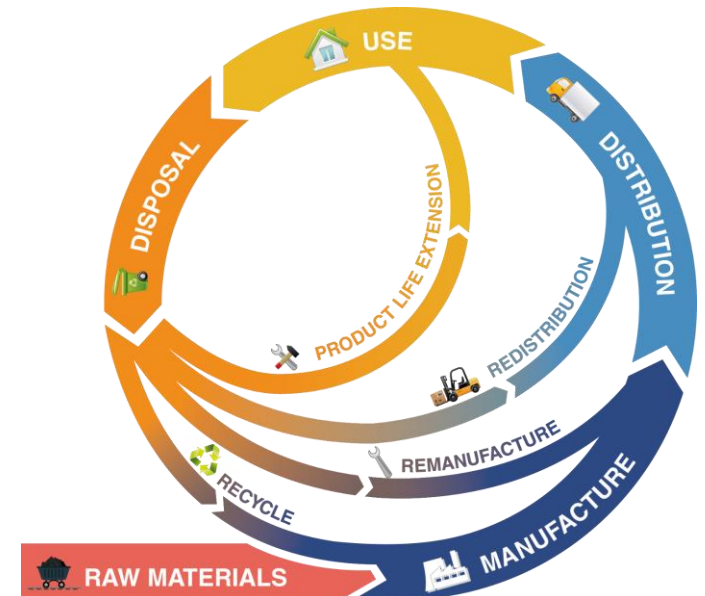 USE
DISTRIBUTION
DISPOSAL
PRODUCT LIFE EXTENSION
REDISTRIBUTION
REMANUFACTURE
RECYCLE
MANUFACTURE
RAW MATERIALS